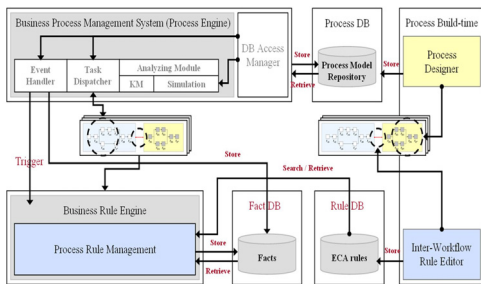 Business Process Management System (Process Engine)
Process DB
Process Build-time
DB Access
Manager
Store
Retrieve
Process Model
Repository
Store
Process
Designer
Event
Handler
Task
Dispatcher
Analyzing Module
KM
Simulation
Trigger
Store
Search / Retrieve
Business Rule Engine
Fact DB
Rule DB
Process Rule Management
Store
Retrieve
Facts
ECA rules
Store
Inter-Workflow
Rule Editor